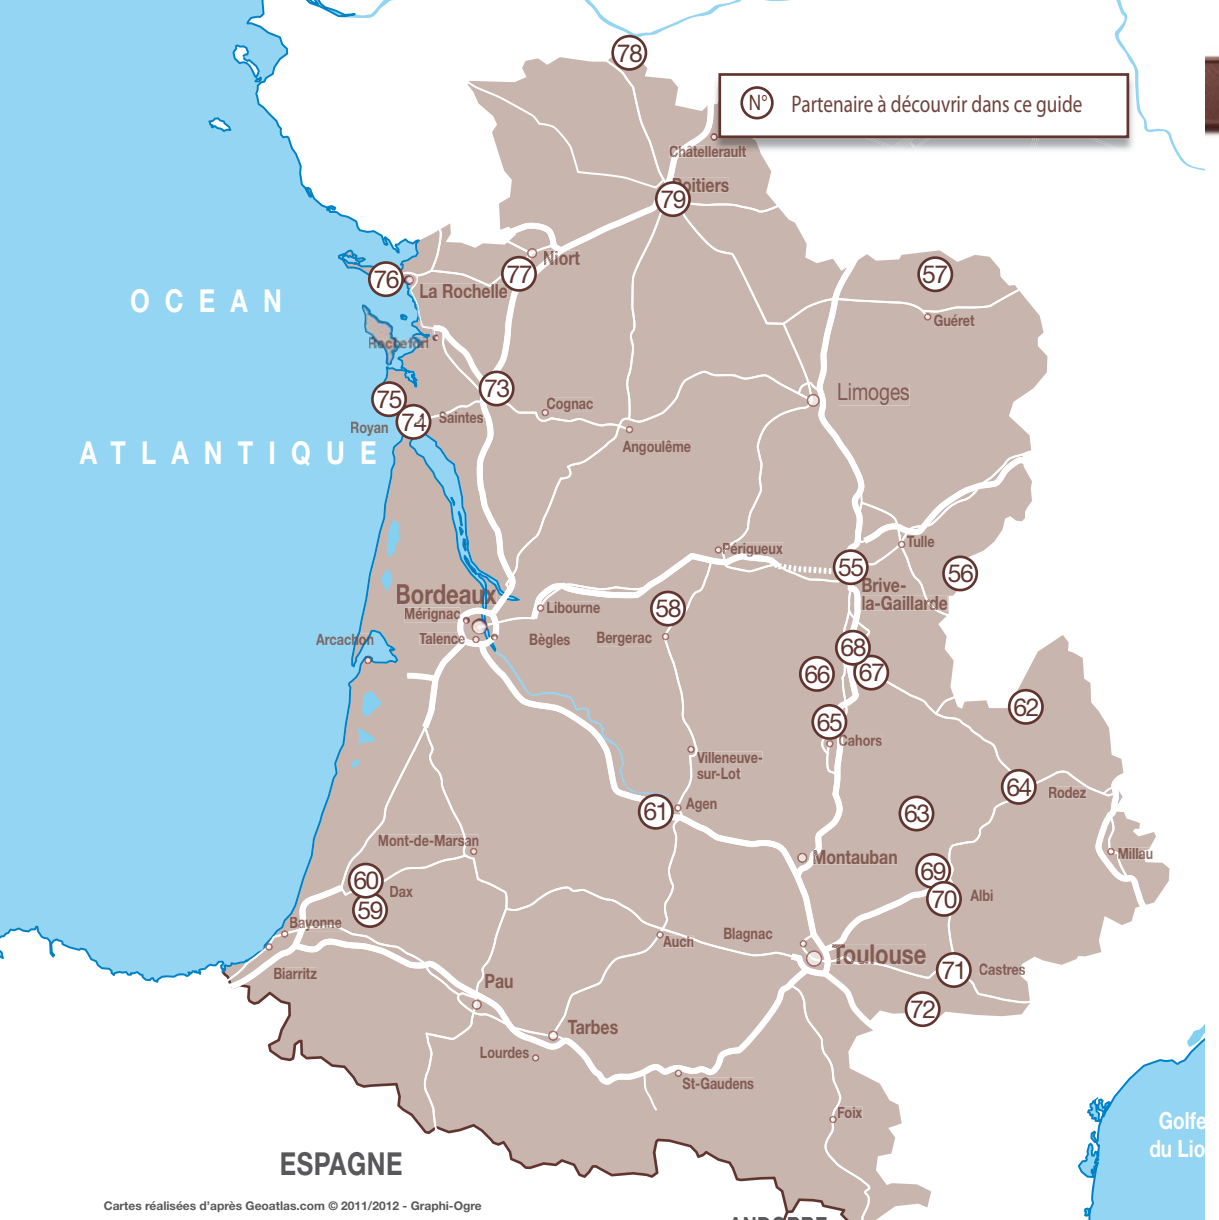 78
N° Partenaire à découvrir dans ce guide
Châtellerault
Poitiers
79
Niort
77
76
La Rochelle
57
Guéret
OCEAN
Rochefort
73
75
74
Royan
Saintes
Cognac
Angoulême
Limoges
ATLANTIQUE
Périgueux
Tulle
55
56
Brive-
la-Gaillarde
Bordeaux
Mérignac
Talence
Bègles
Libourne
58
Bergerac
Arcachon
68
66
67
62
65
Cahors
Villeneuve-
sur-Lot
64
Rodez
61
Agen
63
Mont-de-Marsan
Montauban
Millau
69
70
Albi
60
Dax
59
Bayonne
Biarritz
Auch
Blagnac
Toulouse
71
Castres
72
Pau
Tarbes
Lourdes
St-Gaudens
Foix
Golfe
du Lio
ESPAGNE
Cartes réalisées d'après Geoatlas.com © 2011/2012 - Graphi-Ogre
ANDORRE